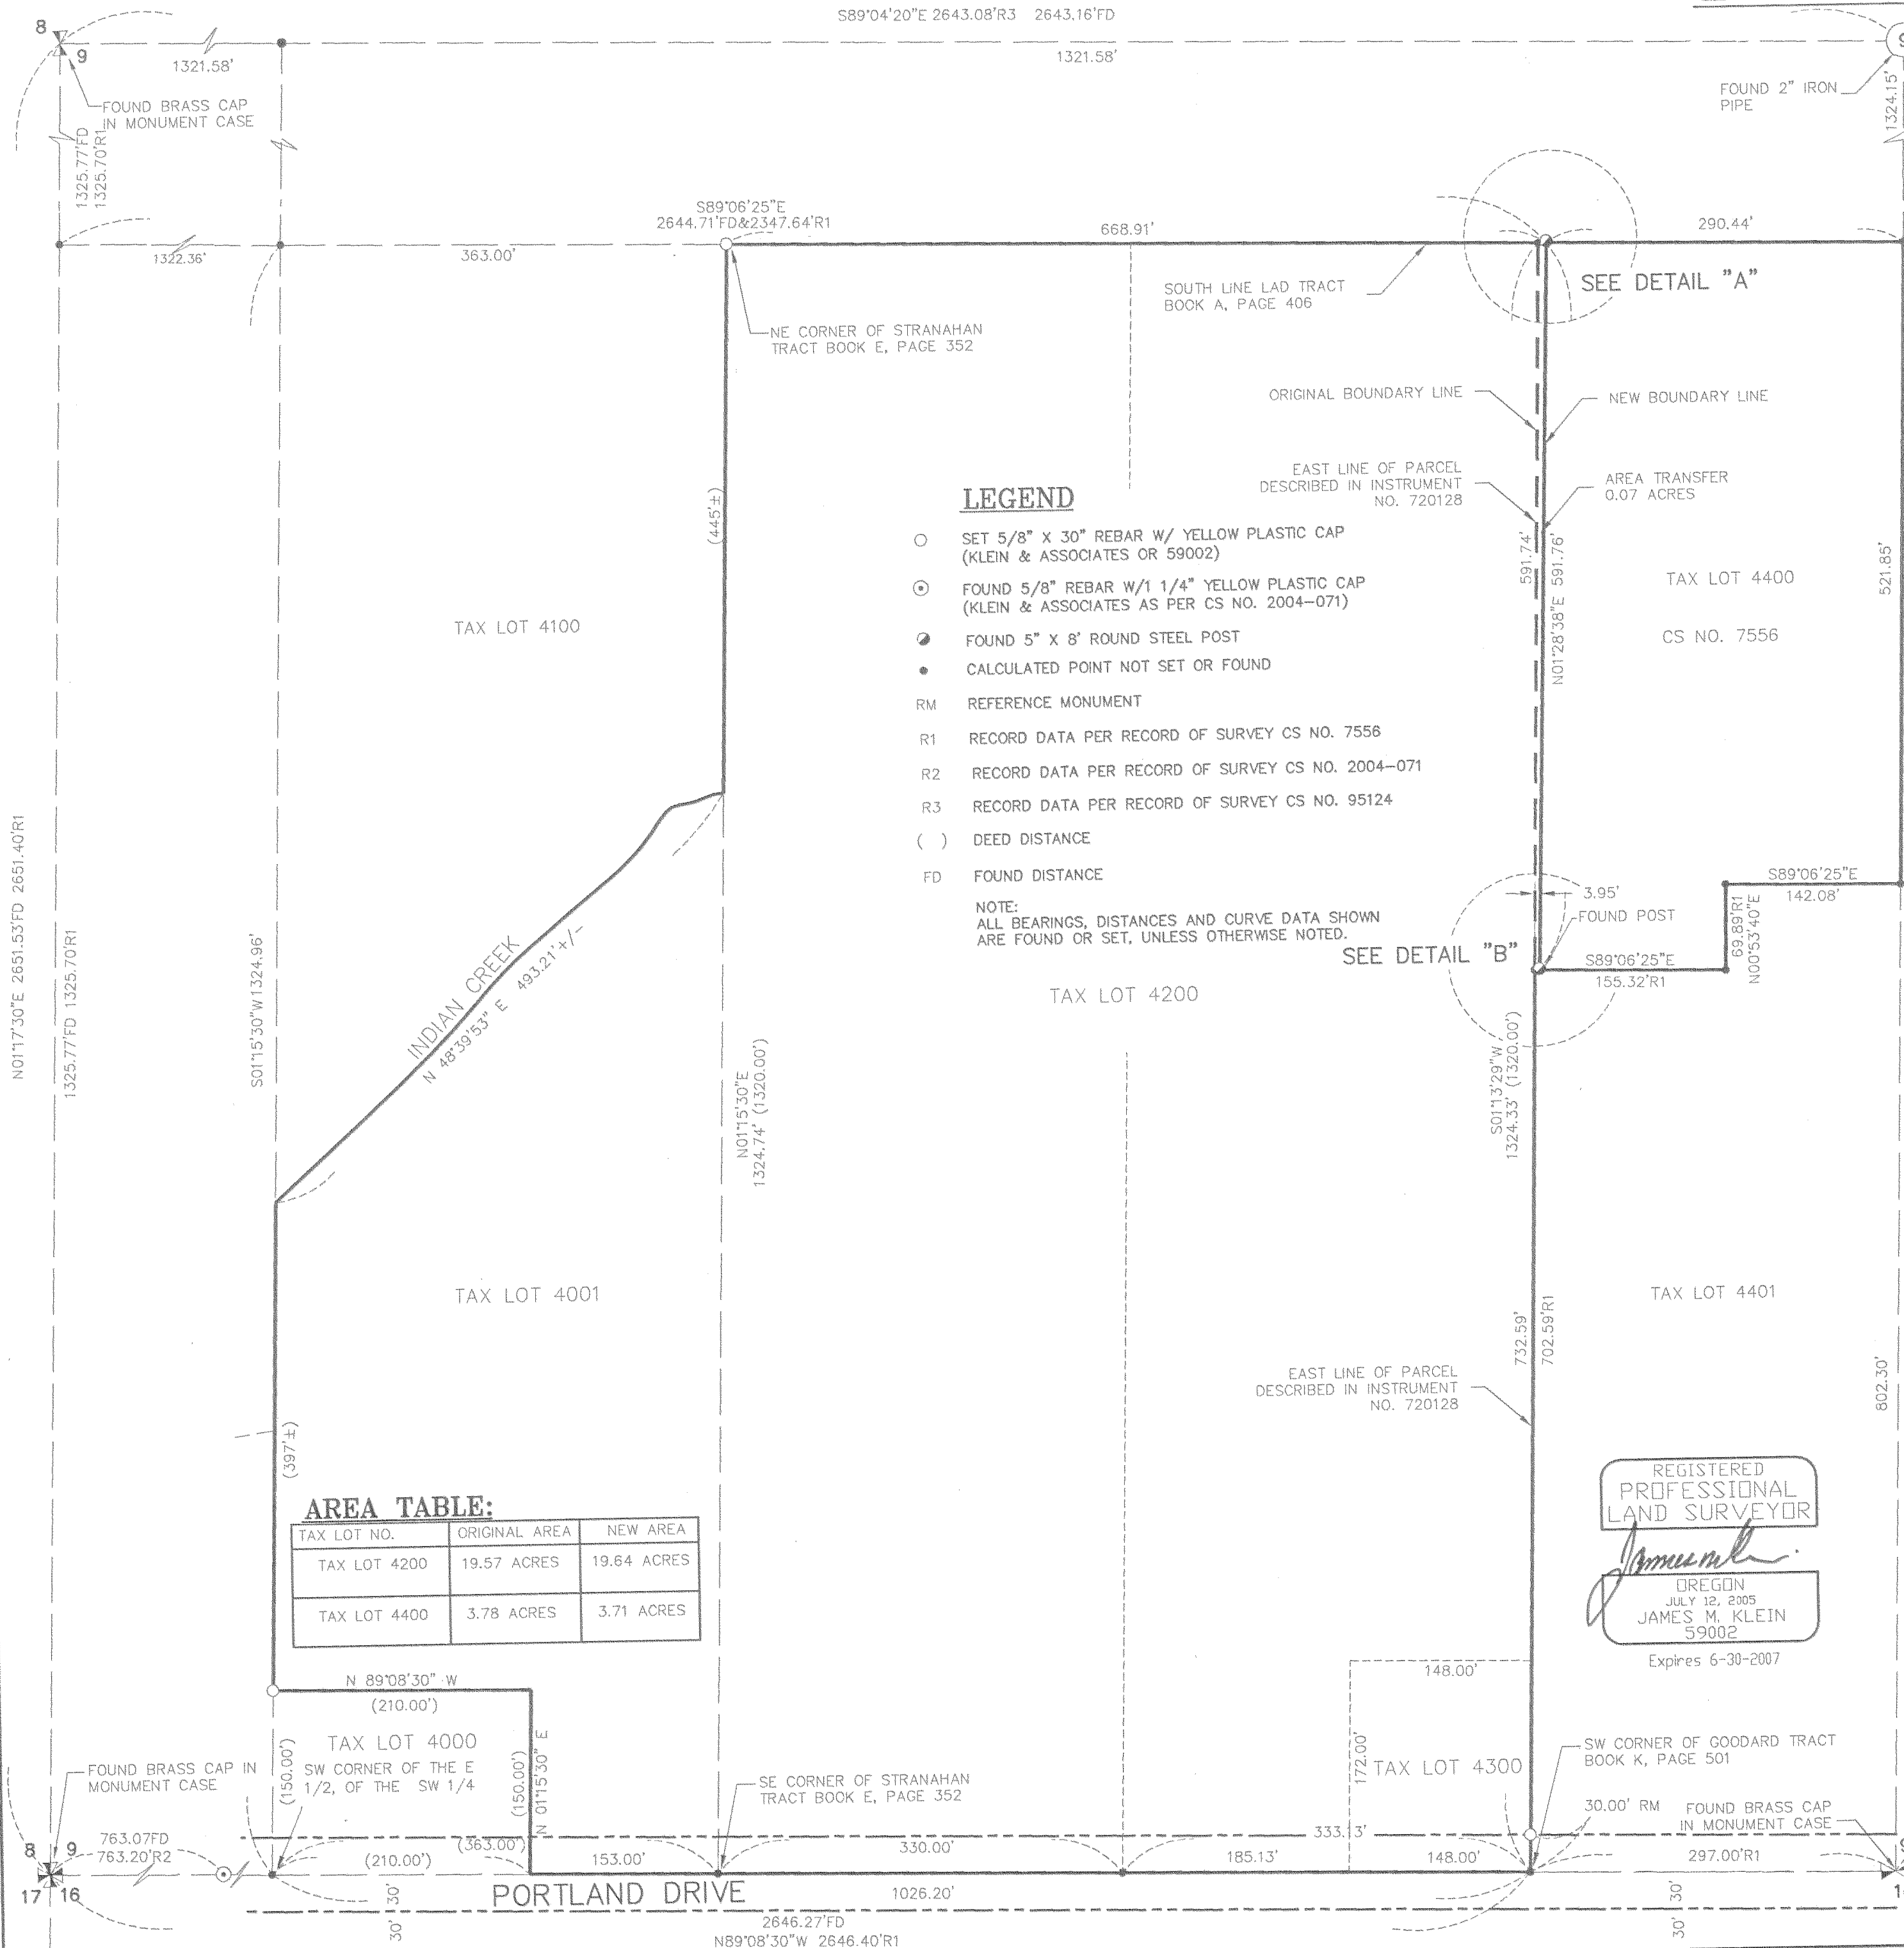 S89°04'20"E 2643.08'R3 2643.16'FD
8
9
1321.58'
1321.58'
FOUND BRASS CAP
IN MONUMENT CASE
FOUND 2" IRON
PIPE
1324.15'
1325.77'FD
1325.70'R1
S89°06'25"E
2644.71'FD&2347.64'R1
1322.36'
363.00'
668.91'
290.44'
SEE DETAIL "A"
SOUTH LINE LAD TRACT
BOOK A, PAGE 406
NE CORNER OF STRANAHAN
TRACT BOOK E, PAGE 352
ORIGINAL BOUNDARY LINE
NEW BOUNDARY LINE
EAST LINE OF PARCEL
DESCRIBED IN INSTRUMENT
NO. 720128
AREA TRANSFER
0.07 ACRES
(445'±)
591.74'
N01°28'38"E 591.76'
TAX LOT 4400
CS NO. 7556
521.85'
TAX LOT 4100
LEGEND
SET 5/8" X 30" REBAR W/ YELLOW PLASTIC CAP
(KLEIN & ASSOCIATES OR 59002)
FOUND 5/8" REBAR W/1 1/4" YELLOW PLASTIC CAP
(KLEIN & ASSOCIATES AS PER CS NO. 2004-071)
FOUND 5" X 8' ROUND STEEL POST
CALCULATED POINT NOT SET OR FOUND
RM REFERENCE MONUMENT
R1 RECORD DATA PER RECORD OF SURVEY CS NO. 7556
R2 RECORD DATA PER RECORD OF SURVEY CS NO. 2004-071
R3 RECORD DATA PER RECORD OF SURVEY CS NO. 95124
( ) DEED DISTANCE
FD FOUND DISTANCE
NOTE:
ALL BEARINGS, DISTANCES AND CURVE DATA SHOWN
ARE FOUND OR SET, UNLESS OTHERWISE NOTED.
SEE DETAIL "B"
3.95'
FOUND POST
S89°06'25"E
142.08'
69.89'R1
N00°53'40"E
S89°06'25"E
155.32'R1
TAX LOT 4200
N01°17'30"E 2651.53'FD 2651.40'R1
1325.77'FD 1325.70'R1
S01°15'30"W 1324.96'
INDIAN CREEK
N 48°39'53" E 493.21'+/-
N01°15'30"E
1324.74' (1320.00')
S01°13'29"W
1324.33' (1320.00')
TAX LOT 4001
TAX LOT 4401
732.59'
702.59'R1
802.30'
EAST LINE OF PARCEL
DESCRIBED IN INSTRUMENT
NO. 720128
(397'±)
AREA TABLE:
TAX LOT NO. ORIGINAL AREA NEW AREA
TAX LOT 4200 19.57 ACRES 19.64 ACRES
TAX LOT 4400 3.78 ACRES 3.71 ACRES
REGISTERED
PROFESSIONAL
LAND SURVEYOR
OREGON
JULY 12, 2005
JAMES M. KLEIN
59002
Expires 6-30-2007
N 89°08'30" W
(210.00')
TAX LOT 4000
SW CORNER OF THE E
1/2, OF THE SW 1/4
(150.00')
(150.00')
N 01°15'30" E
FOUND BRASS CAP IN
MONUMENT CASE
SE CORNER OF STRANAHAN
TRACT BOOK E, PAGE 352
148.00'
172.00'
TAX LOT 4300
SW CORNER OF GOODARD TRACT
BOOK K, PAGE 501
30.00' RM
FOUND BRASS CAP
IN MONUMENT CASE
8
9
17
16
763.07FD
763.20'R2
(363.00')
(210.00')
153.00'
330.00'
333.13'
185.13'
148.00'
297.00'R1
30'
30'
PORTLAND DRIVE
1026.20'
30'
30'
2646.27'FD
N89°08'30"W 2646.40'R1